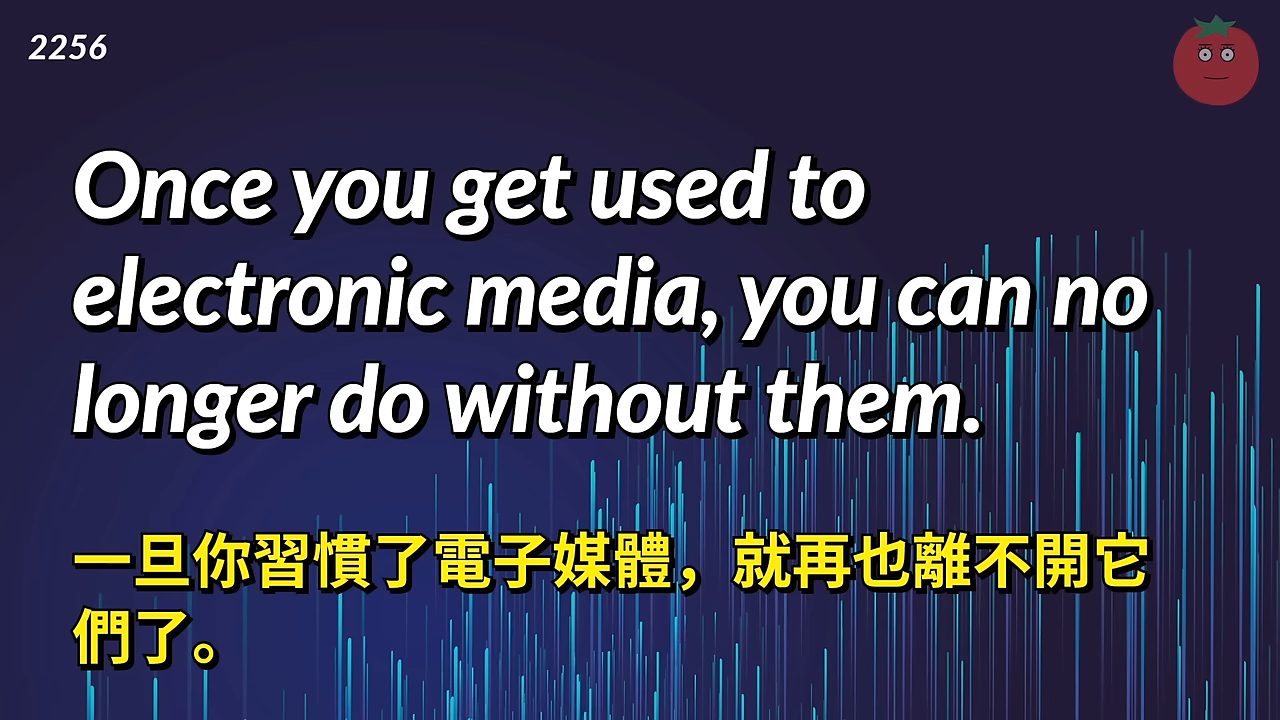 2256
Once you get used to
electronic media, you can no
longer do without them.
一旦你習慣了電子媒體，就再也離不開它
們了。